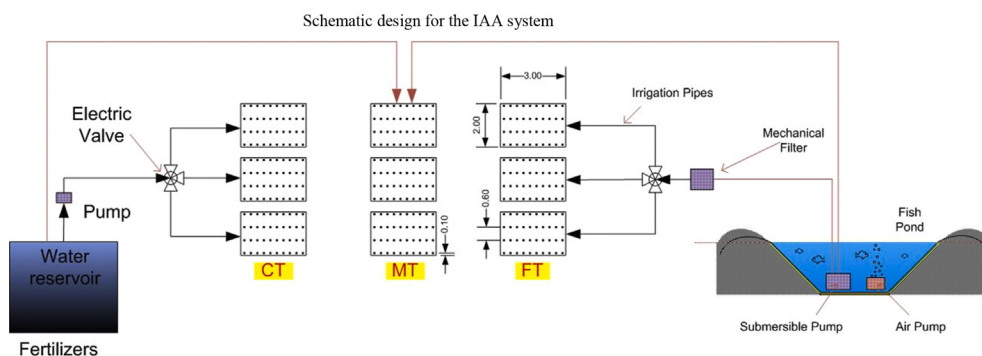 Schematic design for the IAA system
Electric
Valve
Pump
Water
reservoir
Fertilizers
CT
MT
FT
3.00
2.00
0.60
0.10
Irrigation Pipes
Mechanical
Filter
Fish
Pond
Submersible Pump
Air Pump